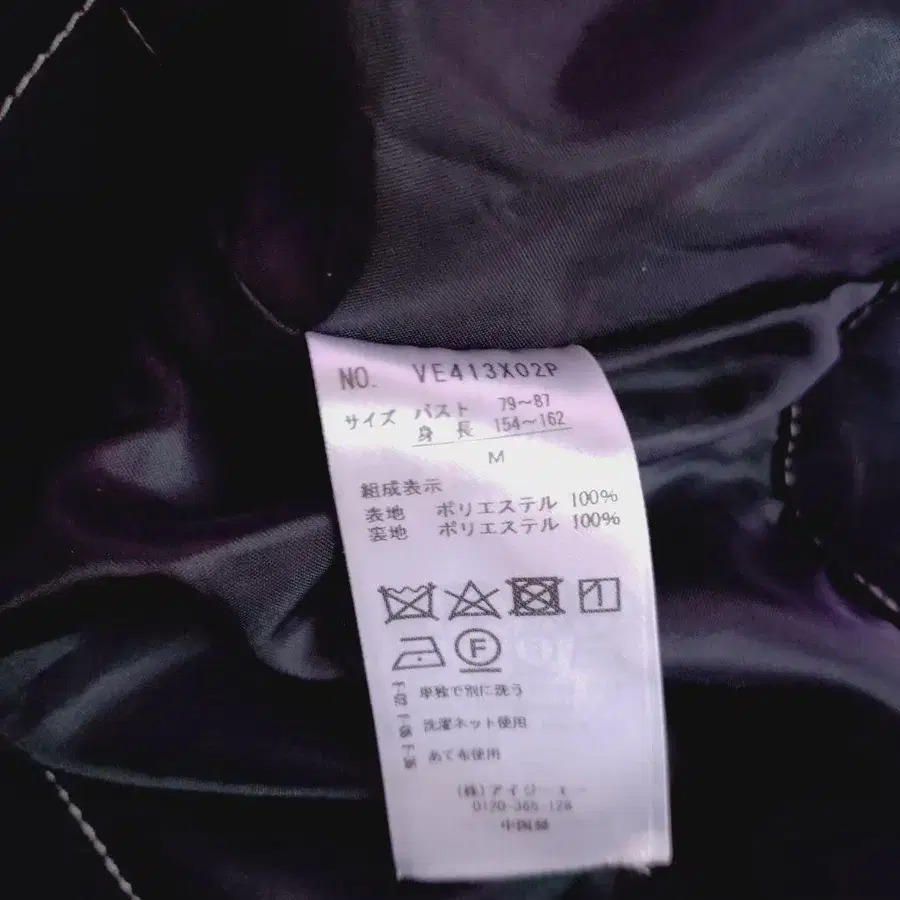 NO. VE413X02P
サイズ バスト 79~87
身長 154~162
M
組成表示
表地 ポリエステル 100%
裏地 ポリエステル 100%
F
単独で別に洗う
洗濯ネット使用
あて布使用
(株)アイジーエー
0120-365-128
中国製